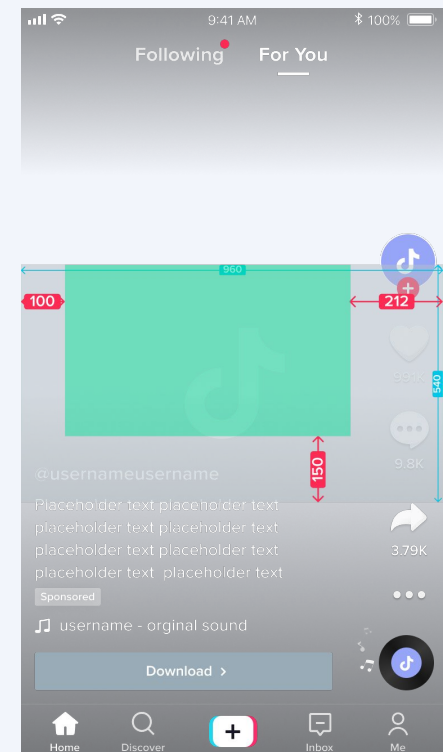 9:41 AM
100%
Following
For You
960
100
212
540
150
9.8K
@usernameusername
Placeholder text placeholder text
placeholder text placeholder text
placeholder text placeholder text
placeholder text  placeholder text
3.79K
Sponsored
username - orginal sound
Download >
Home
Discover
Inbox
Me